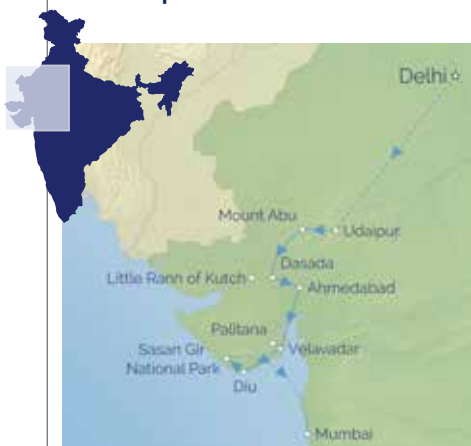 Delhi
Mount Abu
Udaipur
Dasada
Little Rann of Kutch
Ahmedabad
Palitana
Velavadar
Sasan Gir
National Park
Diu
Mumbai